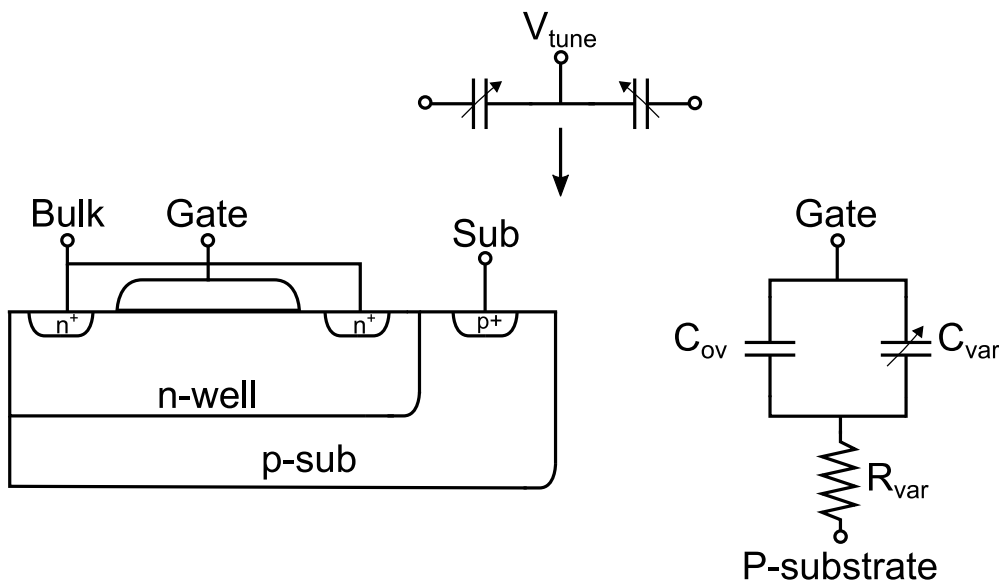 V_tune
Bulk Gate Sub
n+ n+ p+
n-well
p-sub
Gate
C_ov C_var
R_var
P-substrate